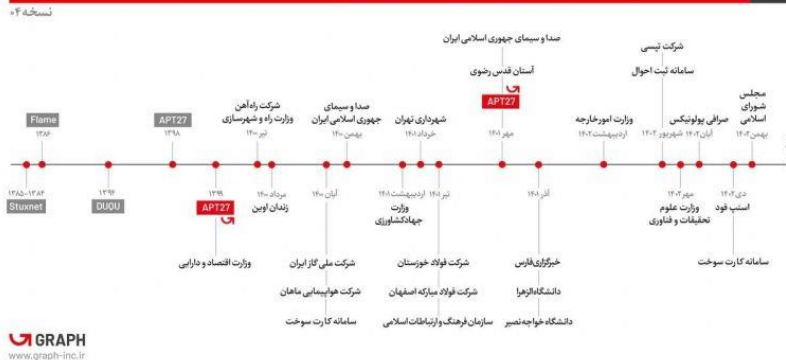 نسخه ۰۴
صدا و سیمای جمهوری اسلامی ایران
آستان قدس رضوی
APT27
مهر ۱۴۰۱
شرکت تپسی
سامانه ثبت احوال
شهریور ۱۴۰۲
مجلس
شورای
اسلامی
بهمن ۱۴۰۲
صرافی پولونیکس
آبان ۱۴۰۲
وزارت امور خارجه
اردیبهشت ۱۴۰۲
شهرداری تهران
خرداد ۱۴۰۱
صدا و سیمای
جمهوری اسلامی ایران
بهمن ۱۴۰۰
شرکت راه‌آهن
وزارت راه و شهرسازی
تیر ۱۴۰۰
APT27
۱۳۹۸
Flame
۱۳۸۶
۱۳۸۵-۱۳۸۴
Stuxnet
۱۳۹۴
DUQU
۱۳۹۹
APT27
وزارت اقتصاد و دارایی
مرداد ۱۴۰۰
زندان اوین
آبان ۱۴۰۰
شرکت ملی گاز ایران
شرکت هواپیمایی ماهان
سامانه کارت سوخت
اردیبهشت ۱۴۰۱
وزارت
جهادکشاورزی
تیر ۱۴۰۱
شرکت فولاد خوزستان
شرکت فولاد مبارکه اصفهان
سازمان فرهنگ و ارتباطات اسلامی
آذر ۱۴۰۱
خبرگزاری فارس
دانشگاه الزهرا
دانشگاه خواجه نصیر
مهر ۱۴۰۲
وزارت علوم
تحقیقات و فناوری
دی ۱۴۰۲
اسنپ فود
سامانه کارت سوخت
GRAPH
www.graph-inc.ir